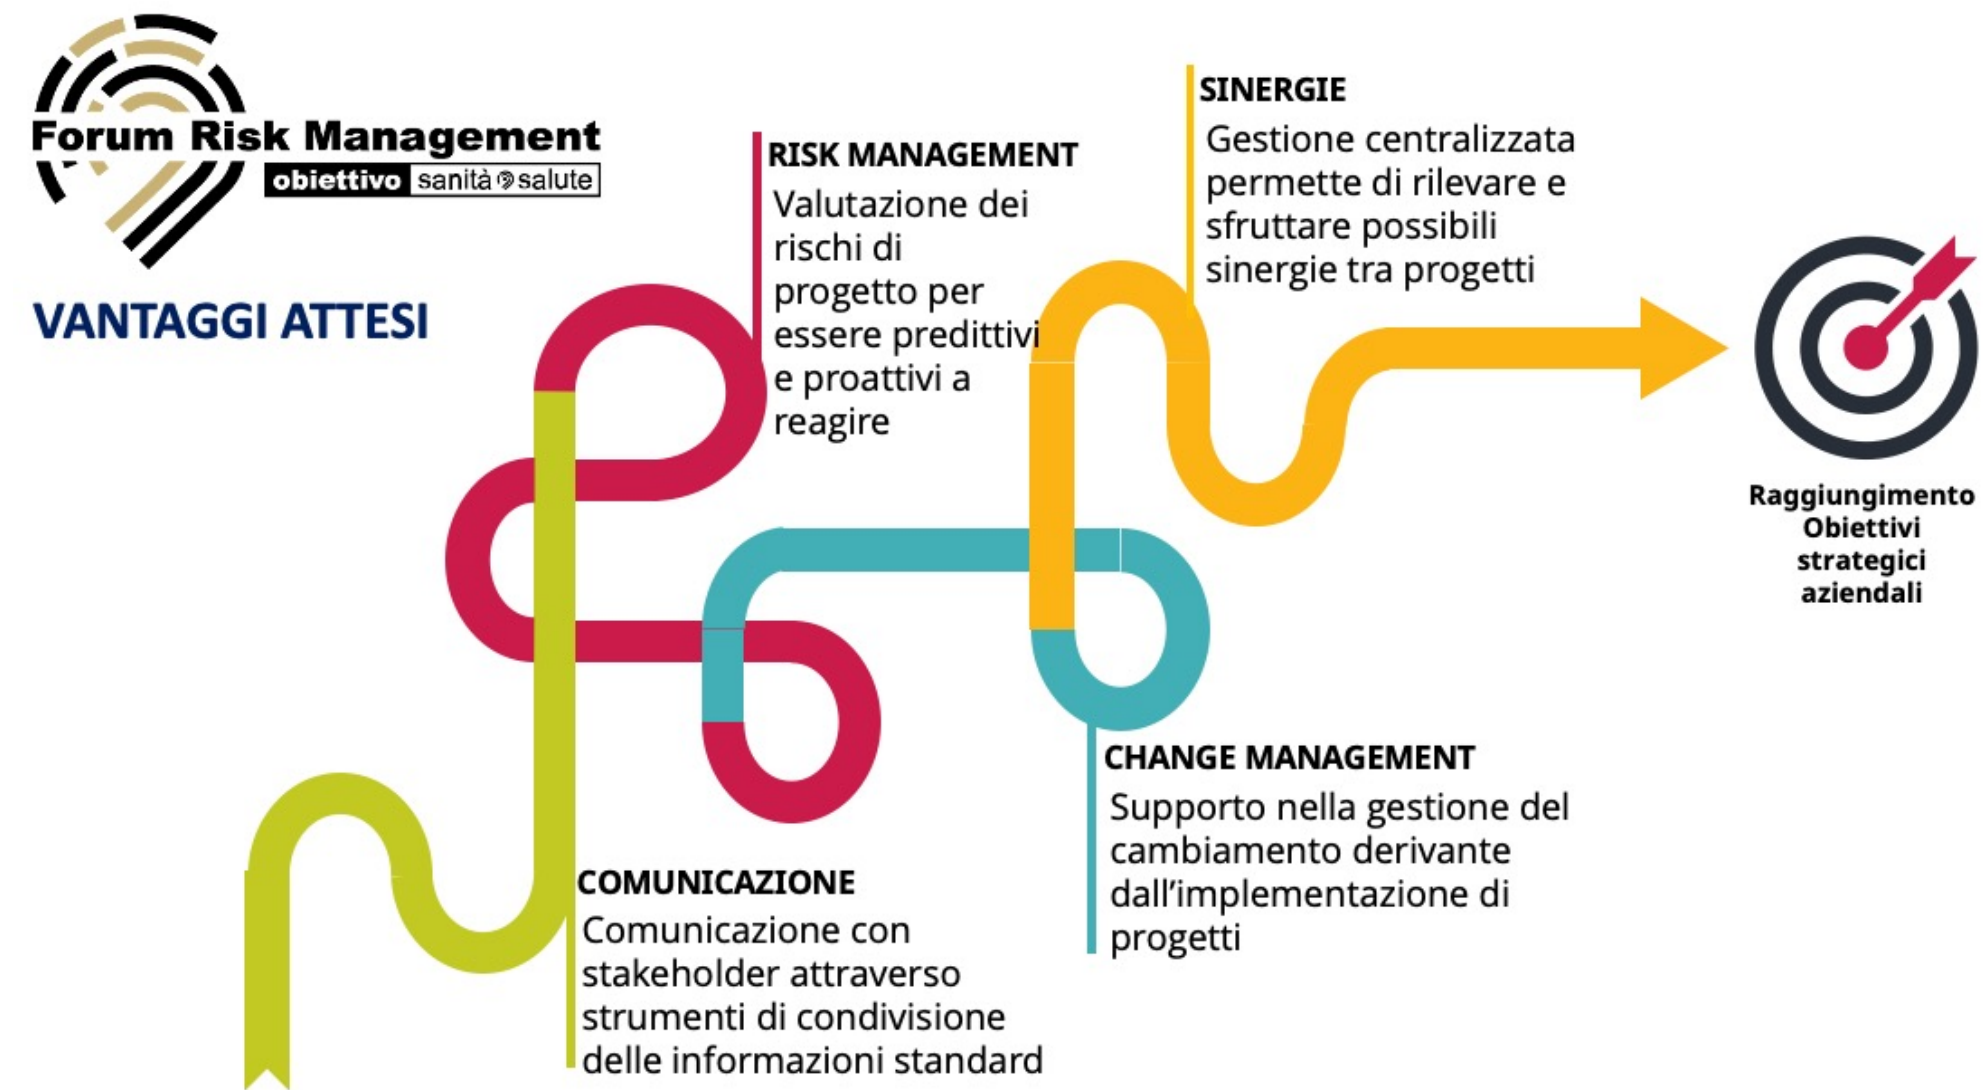 Forum Risk Management
obiettivo sanità salute
VANTAGGI ATTESI
RISK MANAGEMENT
Valutazione dei
rischi di
progetto per
essere predittivi
e proattivi a
reagire
SINERGIE
Gestione centralizzata
permette di rilevare e
sfruttare possibili
sinergie tra progetti
Raggiungimento
Obiettivi
strategici
aziendali
CHANGE MANAGEMENT
Supporto nella gestione del
cambiamento derivante
dall’implementazione di
progetti
COMUNICAZIONE
Comunicazione con
stakeholder attraverso
strumenti di condivisione
delle informazioni standard